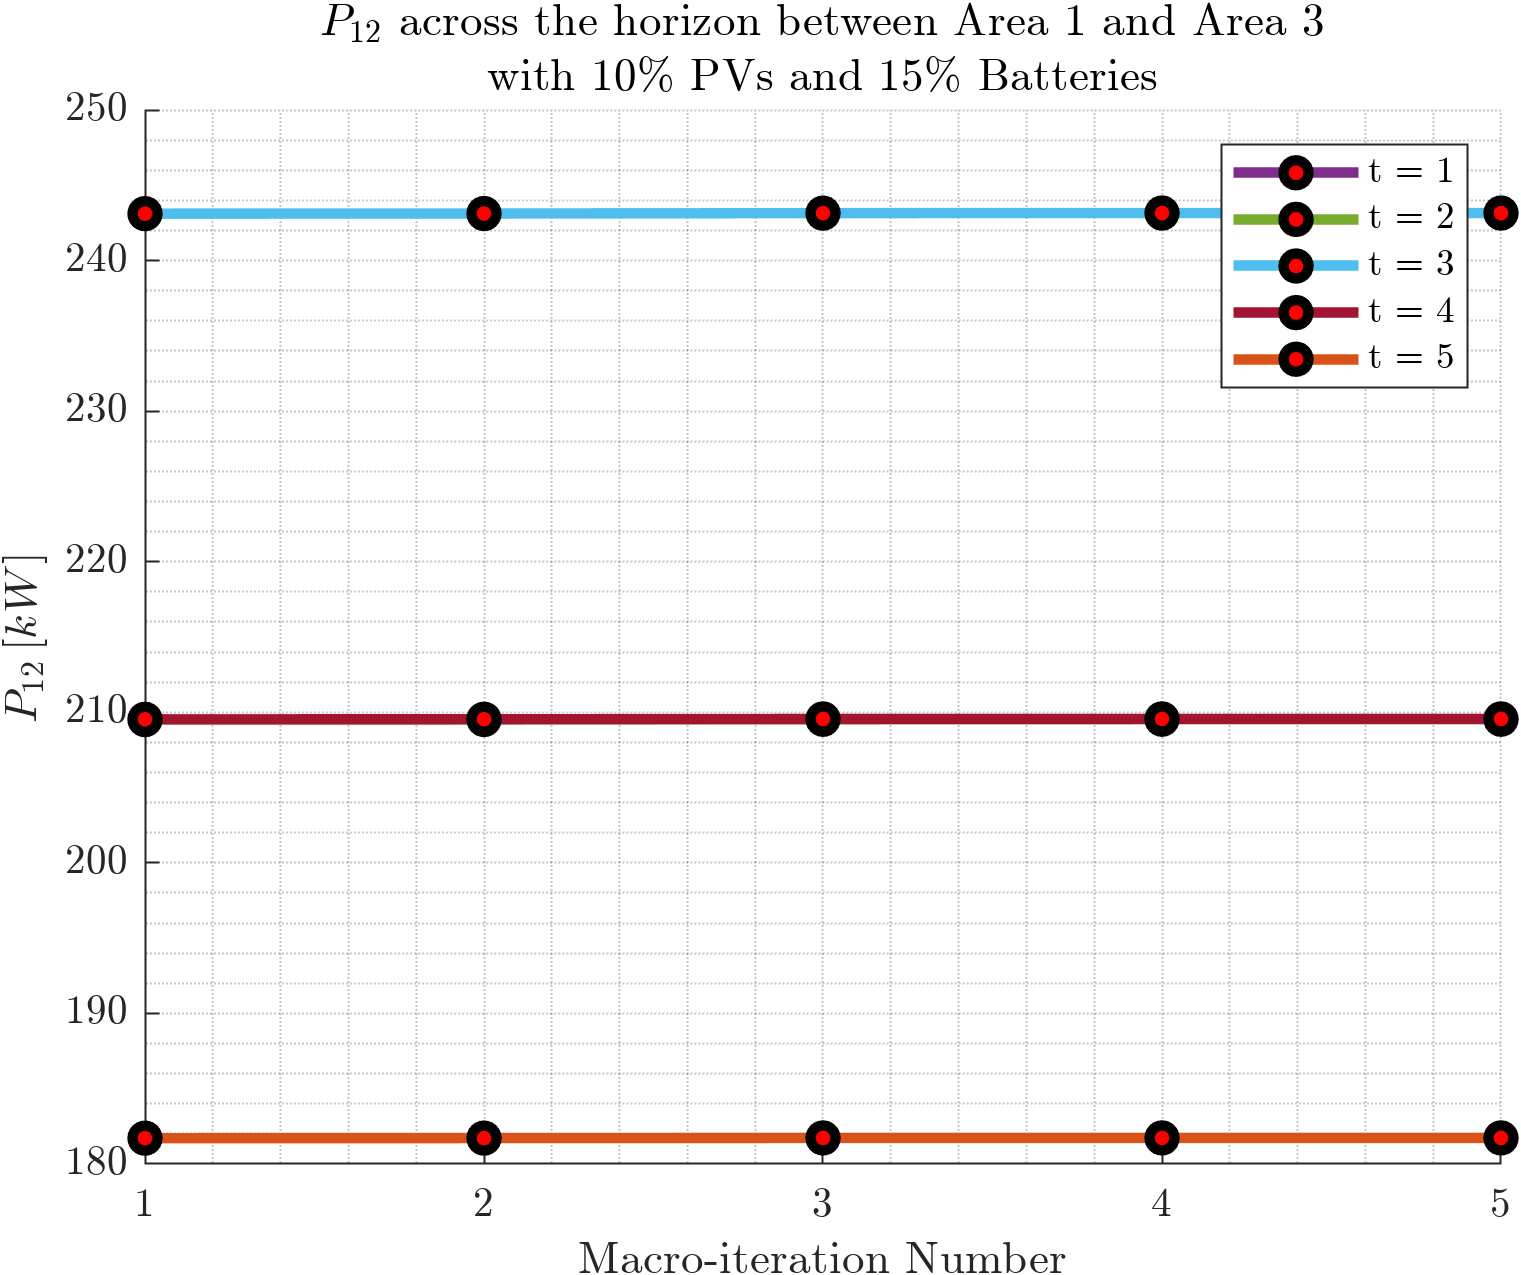 P12 across the horizon between Area 1 and Area 3
with 10% PVs and 15% Batteries
250
240
230
220
210
200
190
180
P12 [kW]
t = 1
t = 2
t = 3
t = 4
t = 5
1 2 3 4 5
Macro-iteration Number